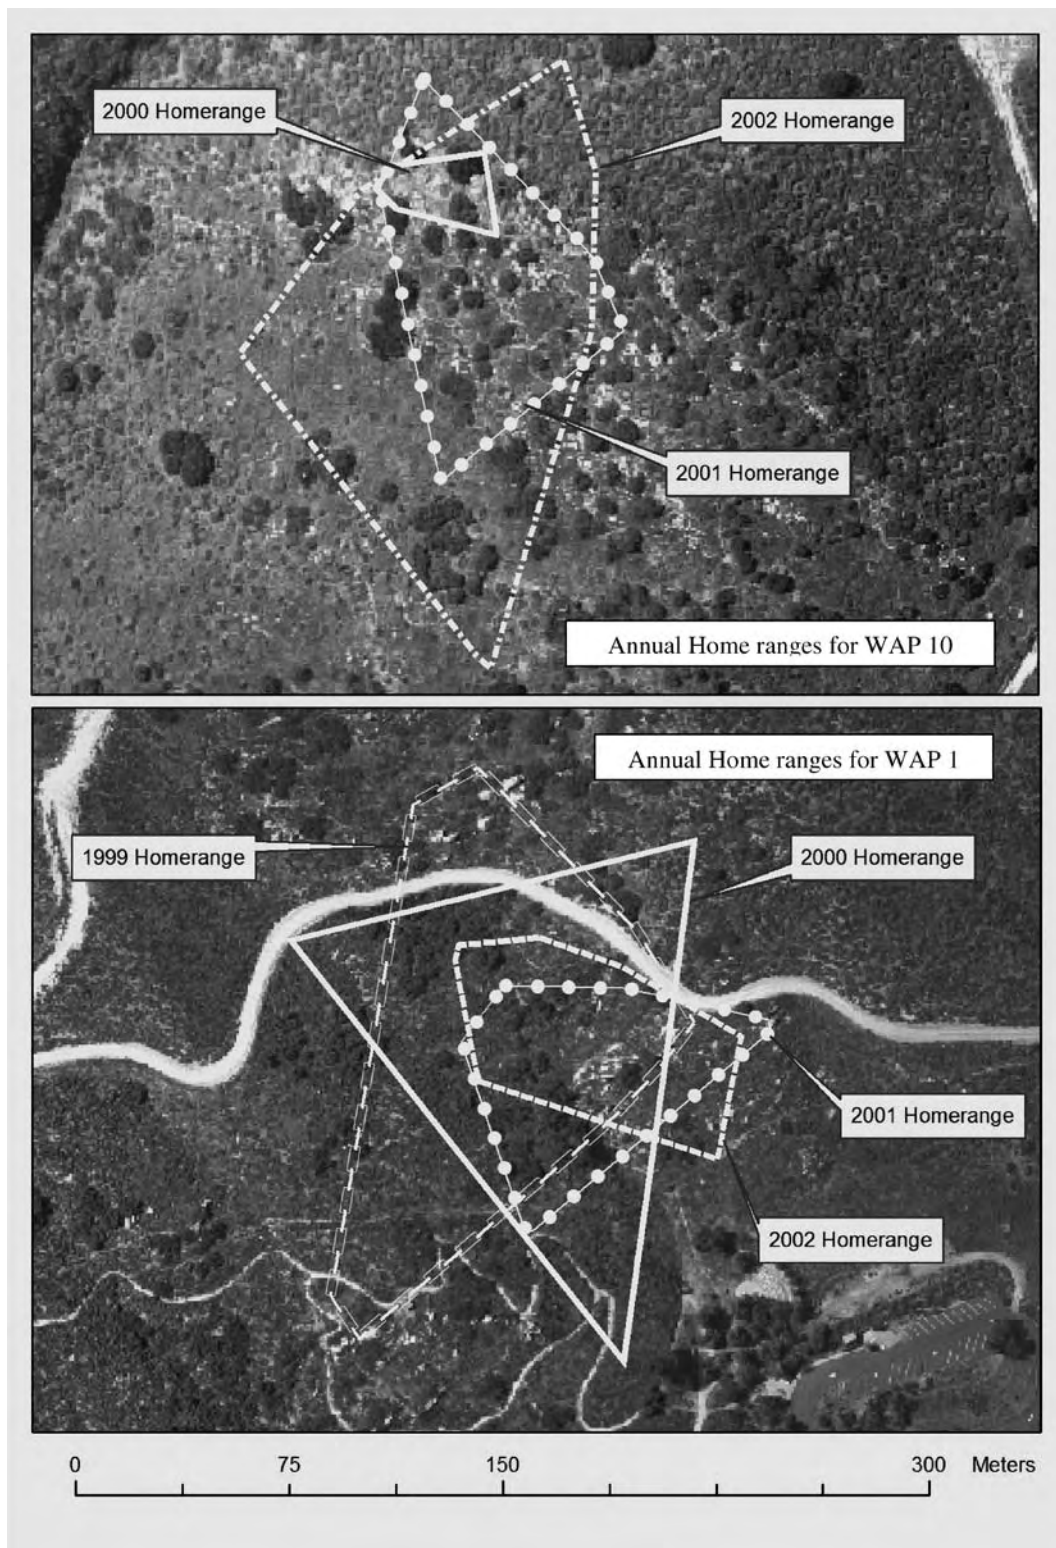 2000 Homerange
2002 Homerange
2001 Homerange
Annual Home ranges for WAP 10
Annual Home ranges for WAP 1
1999 Homerange
2000 Homerange
2001 Homerange
2002 Homerange
0 75 150 300 Meters